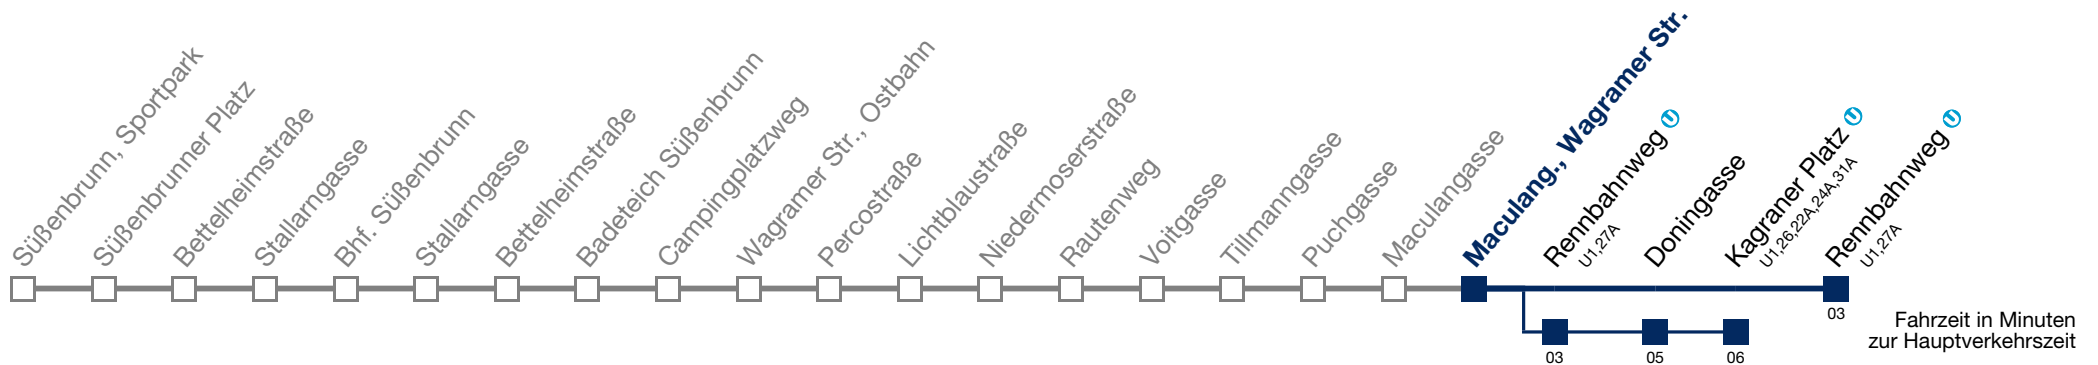 Süßenbrunn, Sportpark
Süßenbrunner Platz
Bettelheimstraße
Stallarngasse
Bhf. Süßenbrunn
Stallarngasse
Bettelheimstraße
Badeteich Süßenbrunn
Campingplatzweg
Wagramer Str., Ostbahn
Percostraße
Lichtblaustraße
Niedermoserstraße
Rautenweg
Voitgasse
Tillmanngasse
Puchgasse
Maculangasse
Maculang., Wagramer Str.
Rennbahnweg U
U1,27A
Doningasse
Kagraner Platz U
U1,26,22A,24A,31A
Rennbahnweg U
U1,27A
03
03
05
06
Fahrzeit in Minuten
zur Hauptverkehrszeit